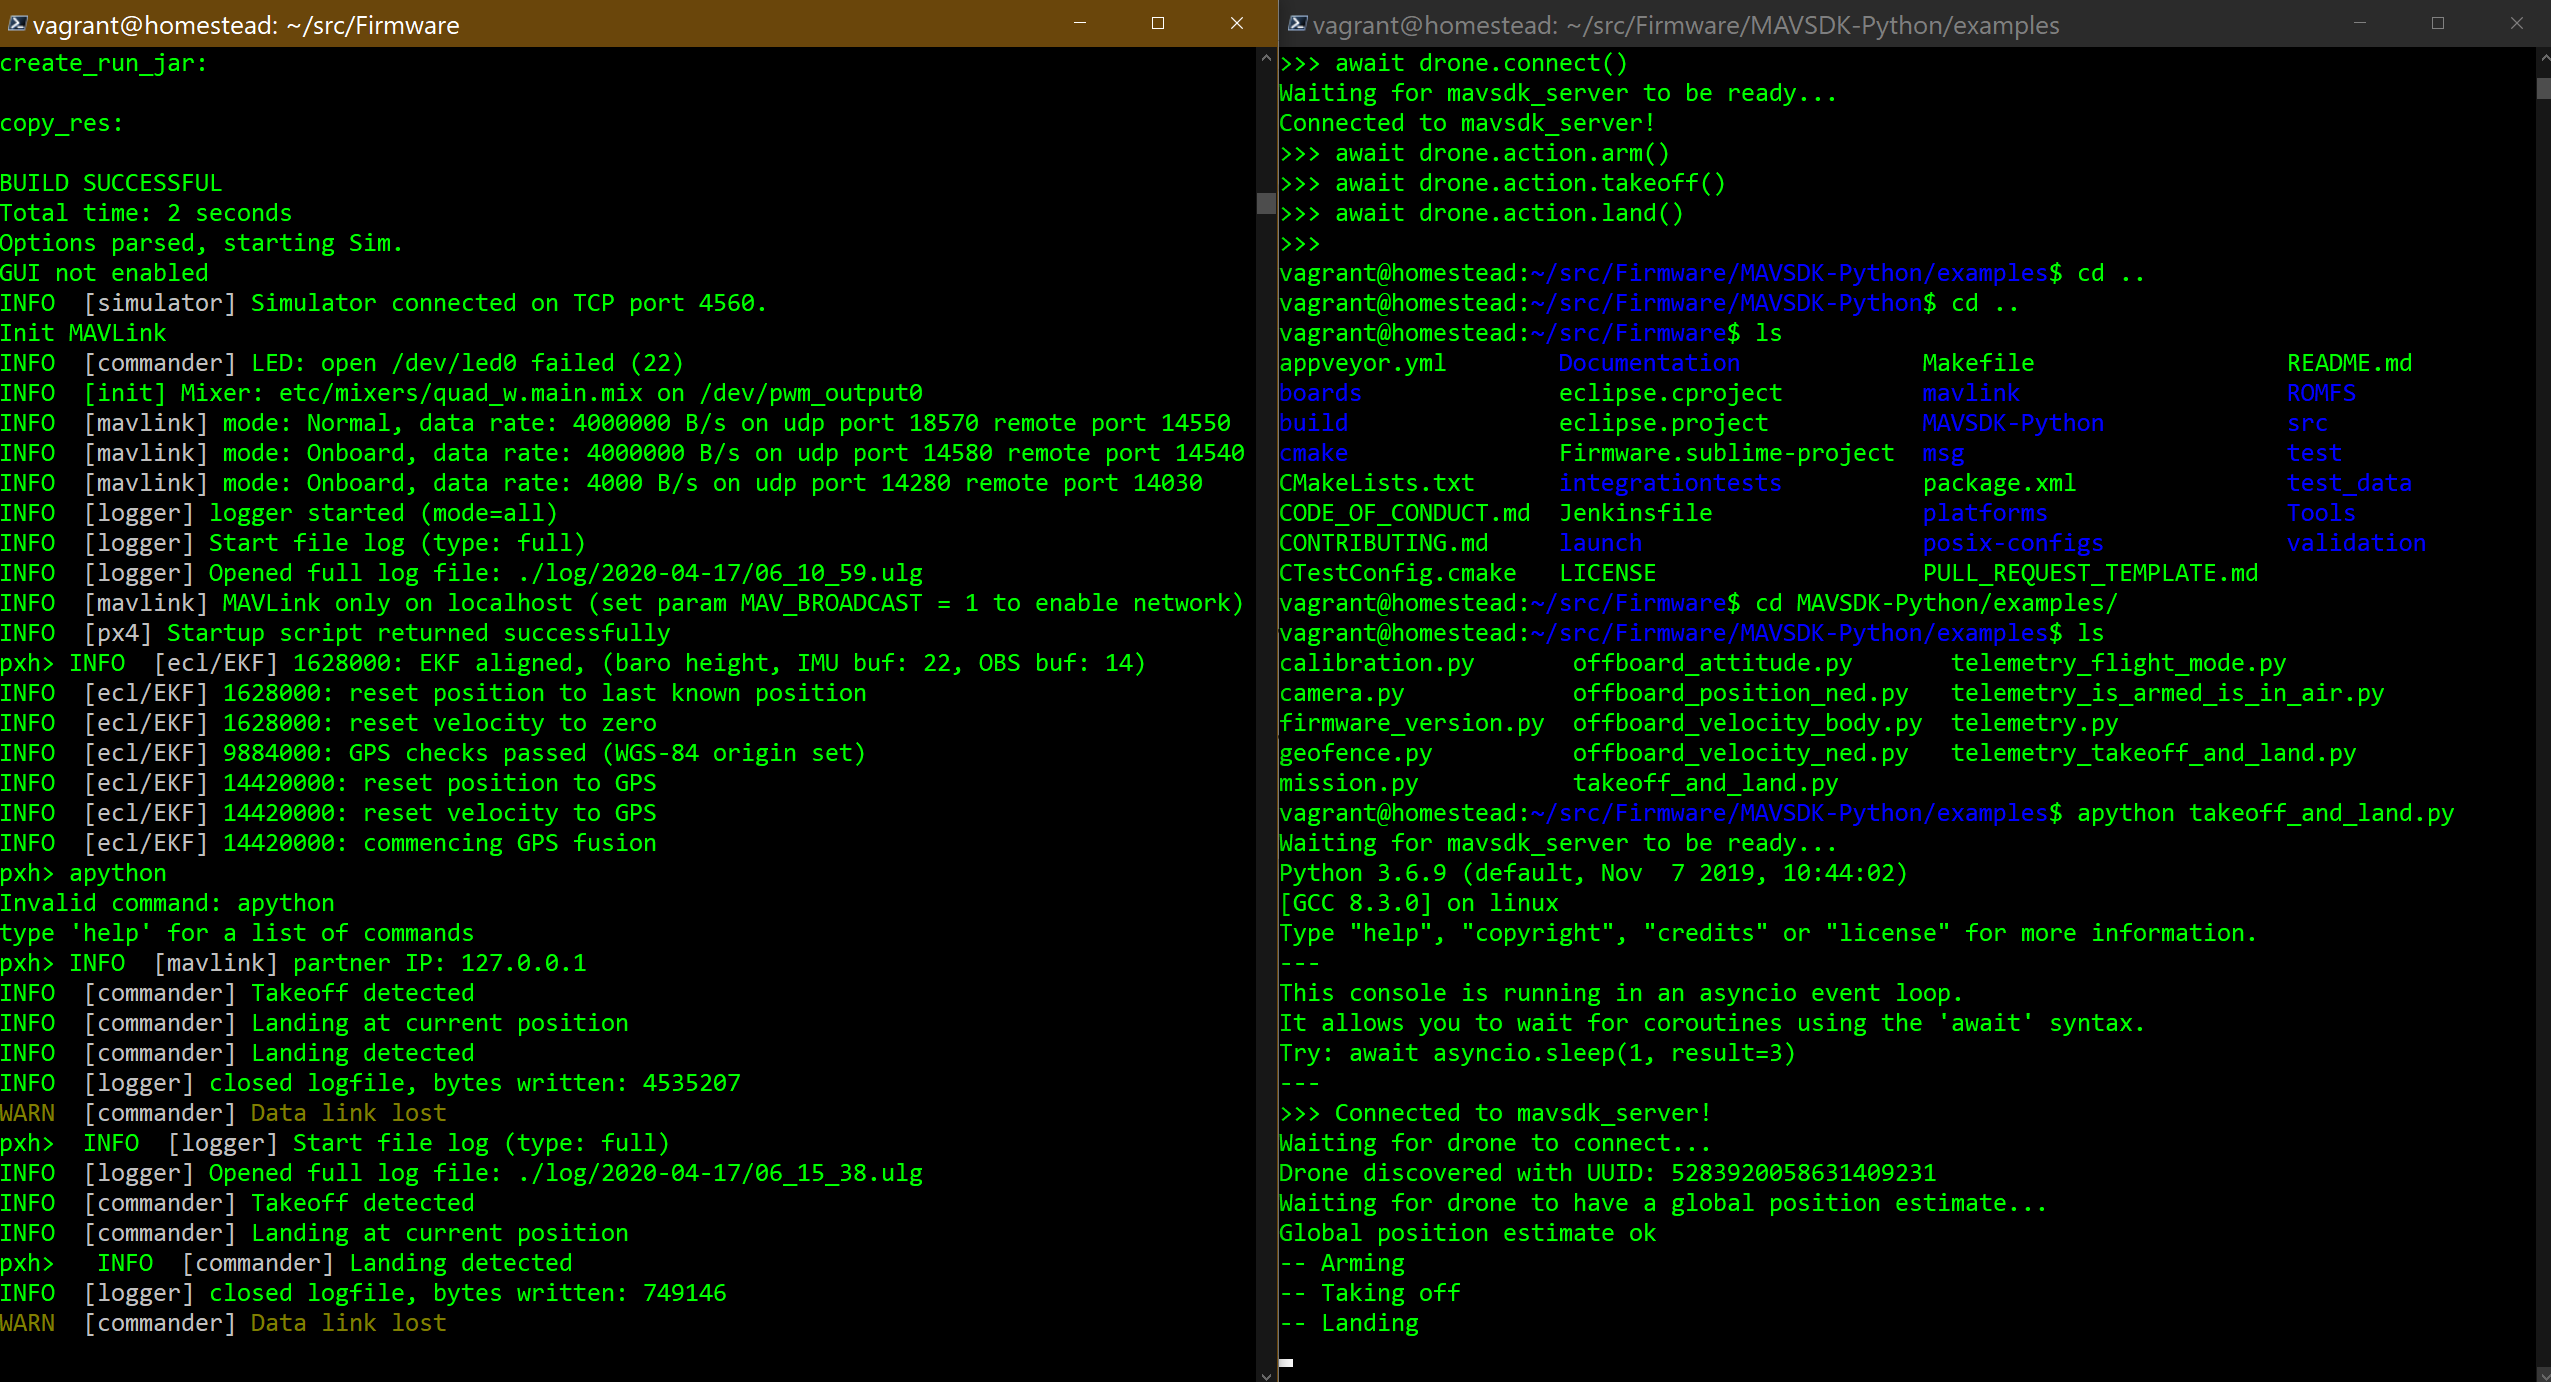 vagrant@homestead: ~/src/Firmware
create_run_jar:
copy_res:
BUILD SUCCESSFUL
Total time: 2 seconds
Options parsed, starting Sim.
GUI not enabled
INFO  [simulator] Simulator connected on TCP port 4560.
Init MAVLink
INFO  [commander] LED: open /dev/led0 failed (22)
INFO  [init] Mixer: etc/mixers/quad_w.main.mix on /dev/pwm_output0
INFO  [mavlink] mode: Normal, data rate: 4000000 B/s on udp port 18570 remote port 14550
INFO  [mavlink] mode: Onboard, data rate: 4000000 B/s on udp port 14580 remote port 14540
INFO  [mavlink] mode: Onboard, data rate: 4000 B/s on udp port 14280 remote port 14030
INFO  [logger] logger started (mode=all)
INFO  [logger] Start file log (type: full)
INFO  [logger] Opened full log file: ./log/2020-04-17/06_10_59.ulg
INFO  [mavlink] MAVLink only on localhost (set param MAV_BROADCAST = 1 to enable network)
INFO  [px4] Startup script returned successfully
pxh> INFO  [ecl/EKF] 1628000: EKF aligned, (baro height, IMU buf: 22, OBS buf: 14)
INFO  [ecl/EKF] 1628000: reset position to last known position
INFO  [ecl/EKF] 1628000: reset velocity to zero
INFO  [ecl/EKF] 9884000: GPS checks passed (WGS-84 origin set)
INFO  [ecl/EKF] 14420000: reset position to GPS
INFO  [ecl/EKF] 14420000: reset velocity to GPS
INFO  [ecl/EKF] 14420000: commencing GPS fusion
pxh> apython
Invalid command: apython
type 'help' for a list of commands
pxh> INFO  [mavlink] partner IP: 127.0.0.1
INFO  [commander] Takeoff detected
INFO  [commander] Landing at current position
INFO  [commander] Landing detected
INFO  [logger] closed logfile, bytes written: 4535207
WARN  [commander] Data link lost
pxh>  INFO  [logger] Start file log (type: full)
INFO  [logger] Opened full log file: ./log/2020-04-17/06_15_38.ulg
INFO  [commander] Takeoff detected
INFO  [commander] Landing at current position
pxh>   INFO  [commander] Landing detected
INFO  [logger] closed logfile, bytes written: 749146
WARN  [commander] Data link lost
vagrant@homestead: ~/src/Firmware/MAVSDK-Python/examples
>>> await drone.connect()
Waiting for mavsdk_server to be ready...
Connected to mavsdk_server!
>>> await drone.action.arm()
>>> await drone.action.takeoff()
>>> await drone.action.land()
>>>
vagrant@homestead:~/src/Firmware/MAVSDK-Python/examples$ cd ..
vagrant@homestead:~/src/Firmware/MAVSDK-Python$ cd ..
vagrant@homestead:~/src/Firmware$ ls
appveyor.yml        Documentation             Makefile                  README.md
boards              eclipse.cproject          mavlink                   ROMFS
build               eclipse.project           MAVSDK-Python             src
cmake               Firmware.sublime-project  msg                       test
CMakeLists.txt      integrationtests          package.xml               test_data
CODE_OF_CONDUCT.md  Jenkinsfile               platforms                 Tools
CONTRIBUTING.md     launch                    posix-configs             validation
CTestConfig.cmake   LICENSE                   PULL_REQUEST_TEMPLATE.md
vagrant@homestead:~/src/Firmware$ cd MAVSDK-Python/examples/
vagrant@homestead:~/src/Firmware/MAVSDK-Python/examples$ ls
calibration.py       offboard_attitude.py       telemetry_flight_mode.py
camera.py            offboard_position_ned.py   telemetry_is_armed_is_in_air.py
firmware_version.py  offboard_velocity_body.py  telemetry.py
geofence.py          offboard_velocity_ned.py   telemetry_takeoff_and_land.py
mission.py           takeoff_and_land.py
vagrant@homestead:~/src/Firmware/MAVSDK-Python/examples$ apython takeoff_and_land.py
Waiting for mavsdk_server to be ready...
Python 3.6.9 (default, Nov  7 2019, 10:44:02)
[GCC 8.3.0] on linux
Type "help", "copyright", "credits" or "license" for more information.
---
This console is running in an asyncio event loop.
It allows you to wait for coroutines using the 'await' syntax.
Try: await asyncio.sleep(1, result=3)
---
>>> Connected to mavsdk_server!
Waiting for drone to connect...
Drone discovered with UUID: 5283920058631409231
Waiting for drone to have a global position estimate...
Global position estimate ok
-- Arming
-- Taking off
-- Landing